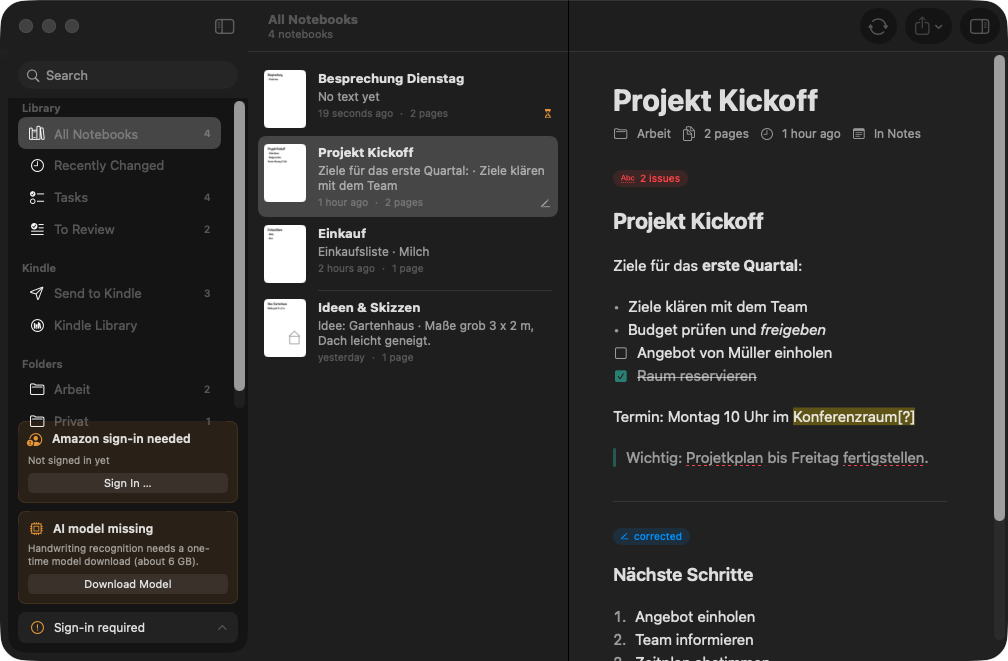 All Notebooks
4 notebooks
Search
Library
All Notebooks 4
Recently Changed
Tasks 4
To Review 2
Kindle
Send to Kindle 3
Kindle Library
Folders
Arbeit 2
Privat 1
Amazon sign-in needed
Not signed in yet
Sign In ...
AI model missing
Handwriting recognition needs a one-
time model download (about 6 GB).
Download Model
Sign-in required
Besprechung Dienstag
No text yet
19 seconds ago · 2 pages
Projekt Kickoff
Ziele für das erste Quartal: · Ziele klären
mit dem Team
1 hour ago · 2 pages
Einkauf
Einkaufsliste · Milch
2 hours ago · 1 page
Ideen & Skizzen
Idee: Gartenhaus · Maße grob 3 x 2 m,
Dach leicht geneigt.
yesterday · 1 page
Projekt Kickoff
Arbeit 2 pages 1 hour ago In Notes
Abc 2 issues
Projekt Kickoff
Ziele für das erste Quartal:
• Ziele klären mit dem Team
• Budget prüfen und freigeben
☐ Angebot von Müller einholen
☑ Raum reservieren
Termin: Montag 10 Uhr im Konferenzraum[?]
Wichtig: Projetkplan bis Freitag fertigstellen.
corrected
Nächste Schritte
1. Angebot einholen
2. Team informieren